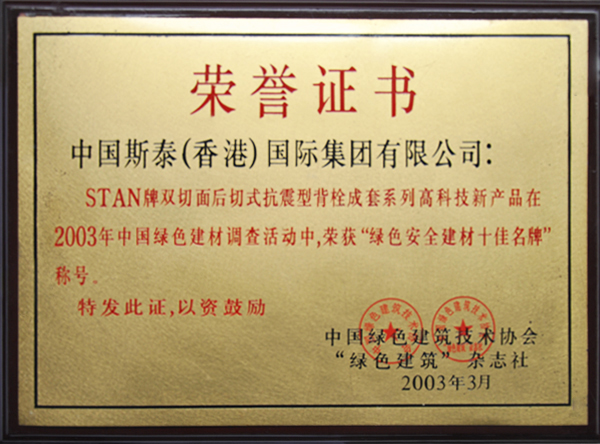 荣誉证书
中国斯泰(香港)国际集团有限公司:
STAN牌双切面后切式抗震型背栓成套系列高科技新产品在
2003年中国绿色建材调查活动中,荣获“绿色安全建材十佳名牌”
称号。
特发此证,以资鼓励
中国绿色建筑技术协会
“绿色建筑”杂志社
2003年3月